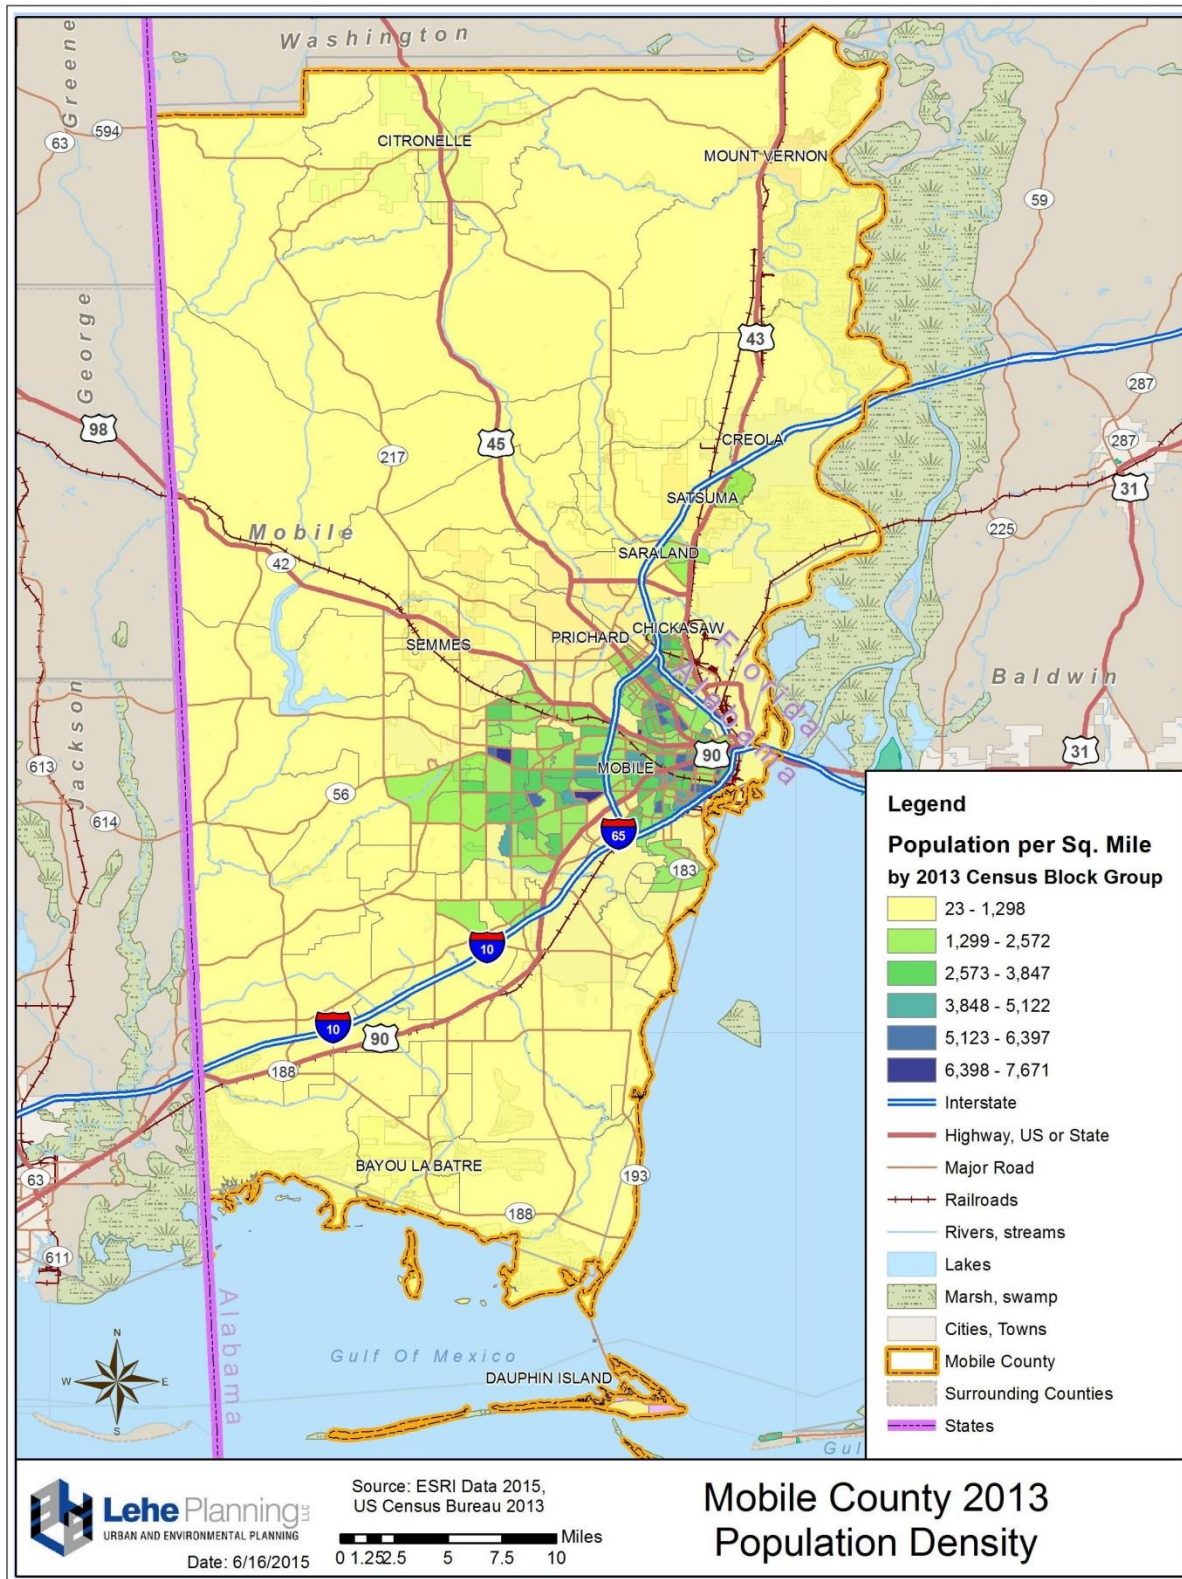 Washington
Greene
594
63
CITRONELLE
MOUNT VERNON
59
George
43
98
287
287
45
CREOLA
217
31
SATSUMA
225
Mobile
SARALAND
42
CHICKASAW
PRICHARD
SEMMES
Florida
Alabama
Baldwin
Jackson
31
613
90
MOBILE
56
614
65
183
10
10
90
188
BAYOU LA BATRE
63
193
188
611
Alabama
Gulf Of Mexico
DAUPHIN ISLAND
Gul
N
W
E
S
Legend
Population per Sq. Mile
by 2013 Census Block Group
23 - 1,298
1,299 - 2,572
2,573 - 3,847
3,848 - 5,122
5,123 - 6,397
6,398 - 7,671
Interstate
Highway, US or State
Major Road
Railroads
Rivers, streams
Lakes
Marsh, swamp
Cities, Towns
Mobile County
Surrounding Counties
States
Lehe Planning LLC
URBAN AND ENVIRONMENTAL PLANNING
Date: 6/16/2015
Source: ESRI Data 2015,
US Census Bureau 2013
Miles
0 1.252.5 5 7.5 10
Mobile County 2013
Population Density